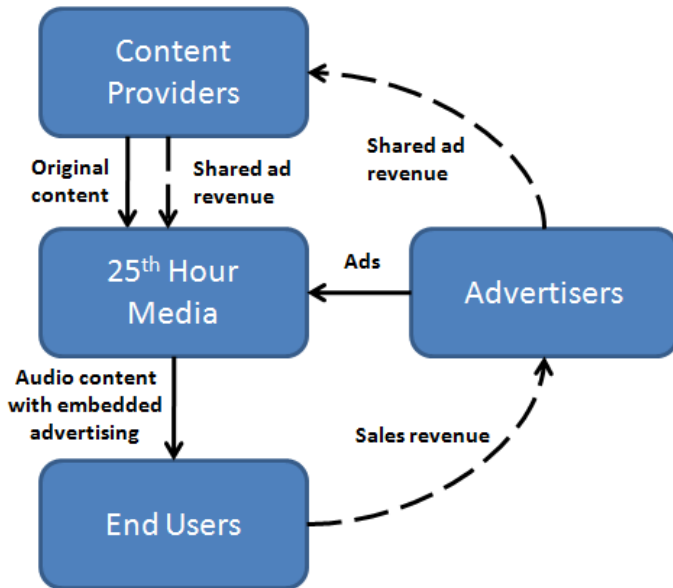 Content
Providers
Original
content
Shared ad
revenue
Shared ad
revenue
25th Hour
Media
Ads
Advertisers
Audio content
with embedded
advertising
Sales revenue
End Users